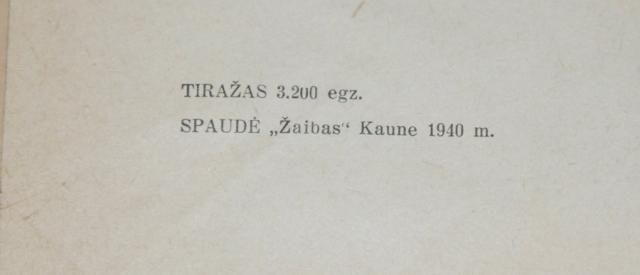 TIRAŽAS 3.200 egz.
SPAUDĖ „Žaibas“ Kaune 1940 m.